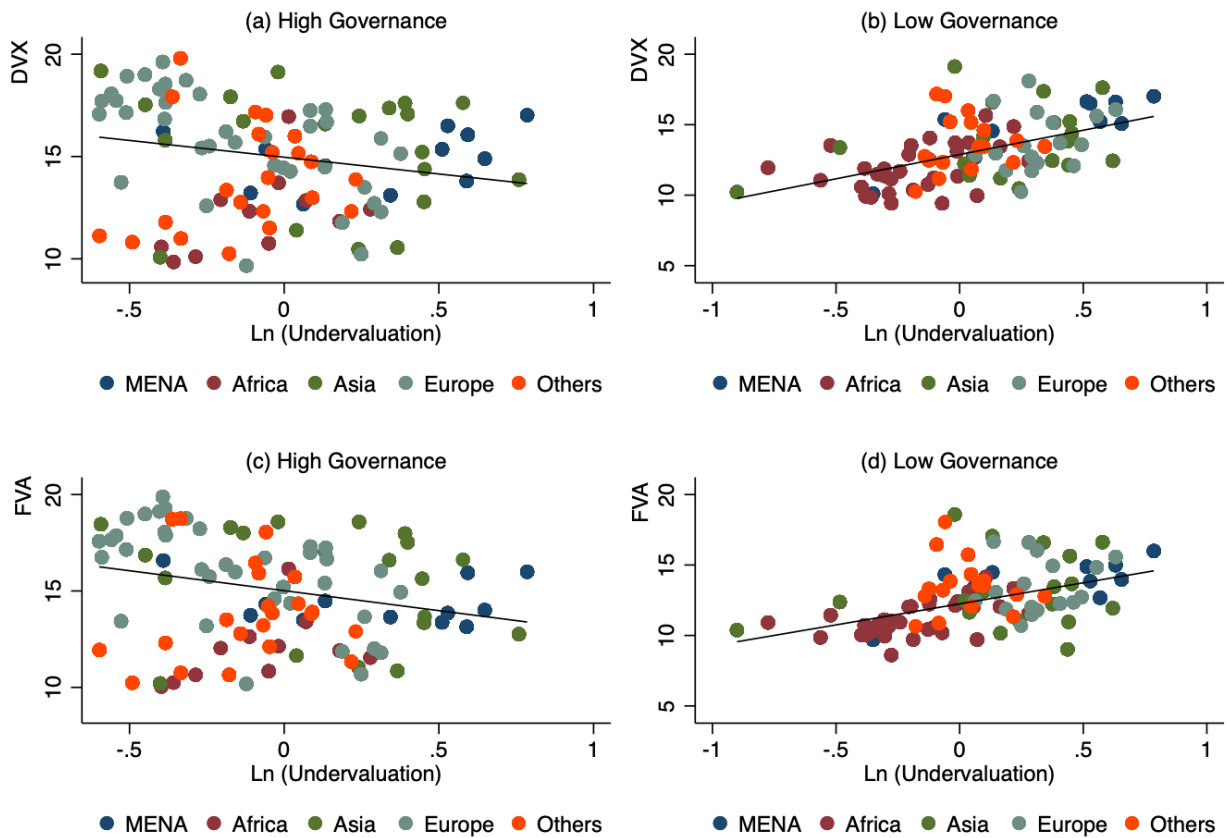 (a) High Governance
DVX
20
15
10
-.5 0 .5 1
Ln (Undervaluation)
MENA Africa Asia Europe Others
(b) Low Governance
DVX
20
15
10
5
-1 -.5 0 .5 1
Ln (Undervaluation)
MENA Africa Asia Europe Others
(c) High Governance
FVA
20
15
10
-.5 0 .5 1
Ln (Undervaluation)
MENA Africa Asia Europe Others
(d) Low Governance
FVA
20
15
10
5
-1 -.5 0 .5 1
Ln (Undervaluation)
MENA Africa Asia Europe Others